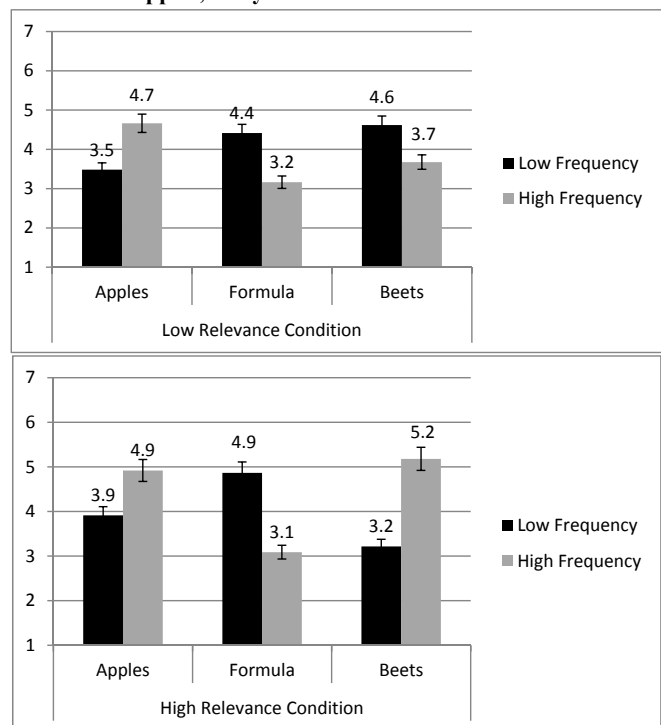 7
6
5
4
3
2
1
3.5
4.7
4.4
3.2
4.6
3.7
Apples
Formula
Beets
Low Relevance Condition
Low Frequency
High Frequency
7
6
5
4
3
2
1
3.9
4.9
4.9
3.1
3.2
5.2
Apples
Formula
Beets
High Relevance Condition
Low Frequency
High Frequency